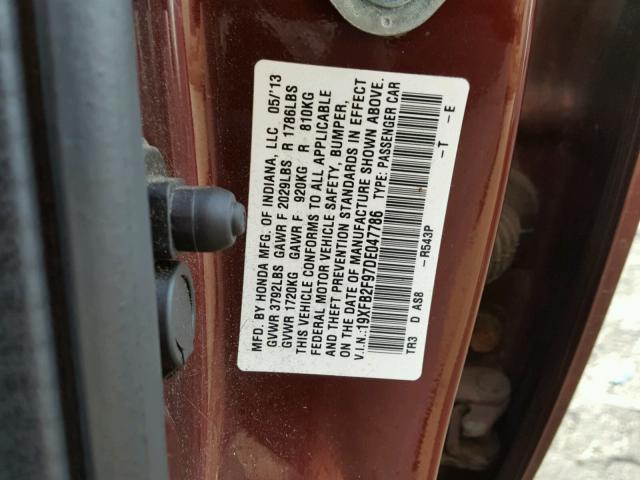 MFD. BY HONDA MFG. OF INDIANA, LLC 05/'13
GVWR 3792LBS GAWR F 2029LBS R 1786LBS
GVWR 1720KG GAWR F 920KG R 810KG
THIS VEHICLE CONFORMS TO ALL APPLICABLE
FEDERAL MOTOR VEHICLE SAFETY, BUMPER,
AND THEFT PREVENTION STANDARDS IN EFFECT
ON THE DATE OF MANUFACTURE SHOWN ABOVE.
V.I.N.:19XFB2F97DE047786 TYPE: PASSENGER CAR
TR3 D AS8 -R543P -T -E